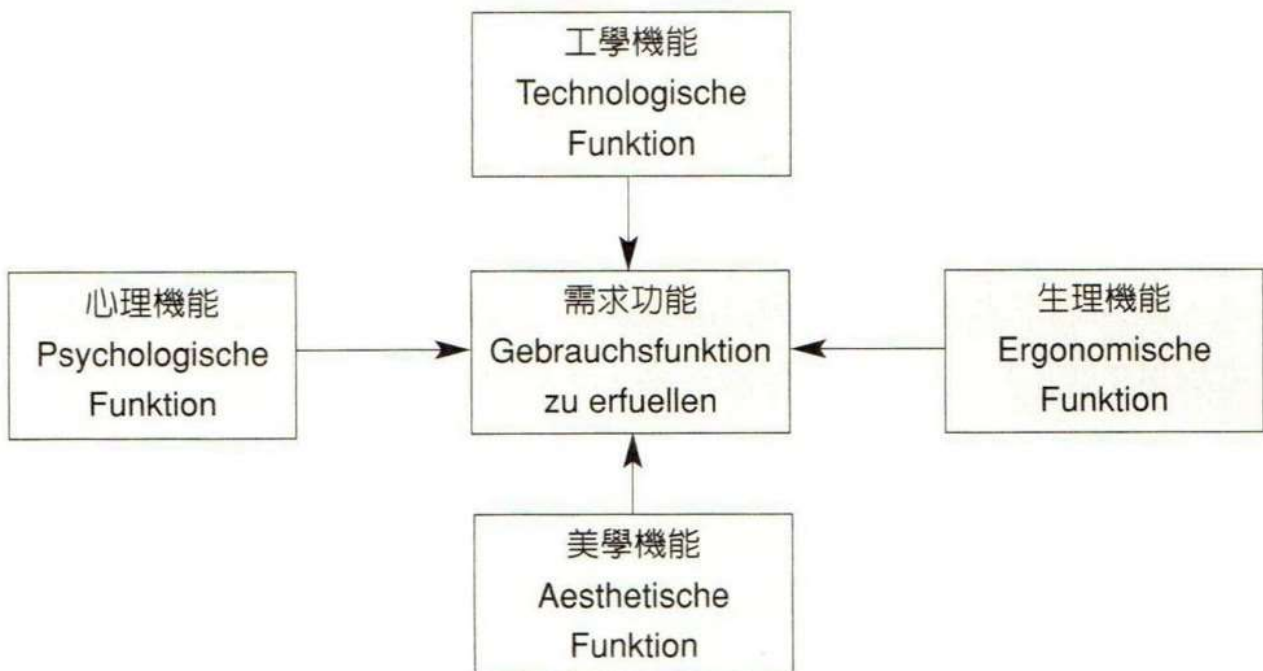 工學機能
Technologische
Funktion
心理機能
Psychologische
Funktion
需求功能
Gebrauchsfunktion
zu erfuellen
生理機能
Ergonomische
Funktion
美學機能
Aesthetische
Funktion